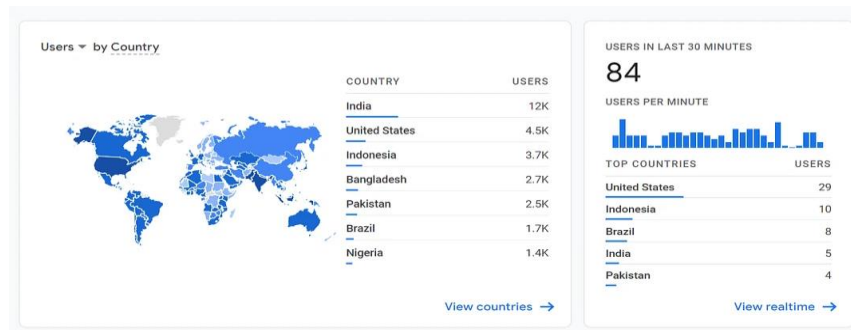 Users by Country
COUNTRY USERS
India 12K
United States 4.5K
Indonesia 3.7K
Bangladesh 2.7K
Pakistan 2.5K
Brazil 1.7K
Nigeria 1.4K
View countries →
USERS IN LAST 30 MINUTES
84
USERS PER MINUTE
TOP COUNTRIES USERS
United States 29
Indonesia 10
Brazil 8
India 5
Pakistan 4
View realtime →